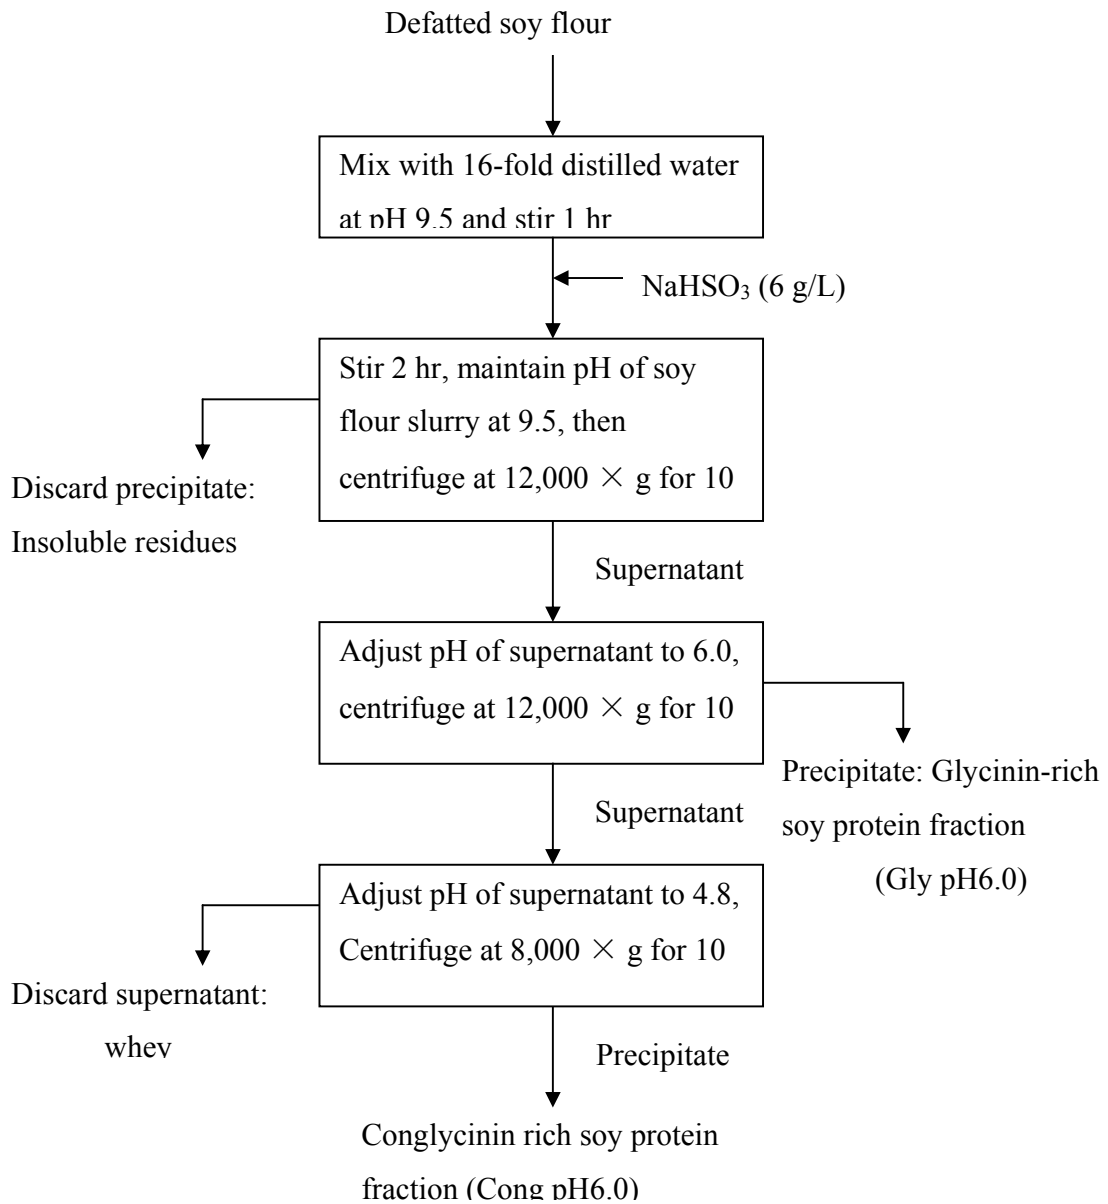 Defatted soy flour
Mix with 16-fold distilled water
at pH 9.5 and stir 1 hr
NaHSO₃ (6 g/L)
Stir 2 hr, maintain pH of soy
flour slurry at 9.5, then
centrifuge at 12,000 × g for 10
Discard precipitate:
Insoluble residues
Supernatant
Adjust pH of supernatant to 6.0,
centrifuge at 12,000 × g for 10
Precipitate: Glycinin-rich
soy protein fraction
(Gly pH6.0)
Supernatant
Adjust pH of supernatant to 4.8,
Centrifuge at 8,000 × g for 10
Discard supernatant:
whey
Precipitate
Conglycinin rich soy protein
fraction (Cong pH6.0)